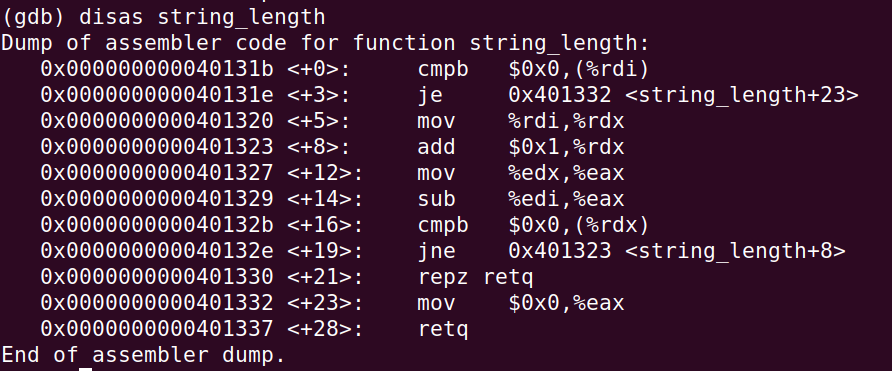 (gdb) disas string_length
Dump of assembler code for function string_length:
   0x000000000040131b <+0>:     cmpb   $0x0,(%rdi)
   0x000000000040131e <+3>:     je     0x401332 <string_length+23>
   0x0000000000401320 <+5>:     mov    %rdi,%rdx
   0x0000000000401323 <+8>:     add    $0x1,%rdx
   0x0000000000401327 <+12>:    mov    %edx,%eax
   0x0000000000401329 <+14>:    sub    %edi,%eax
   0x000000000040132b <+16>:    cmpb   $0x0,(%rdx)
   0x000000000040132e <+19>:    jne    0x401323 <string_length+8>
   0x0000000000401330 <+21>:    repz retq
   0x0000000000401332 <+23>:    mov    $0x0,%eax
   0x0000000000401337 <+28>:    retq
End of assembler dump.